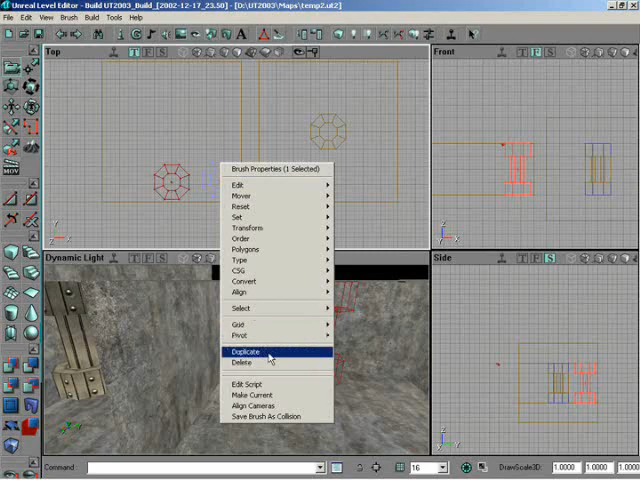 Unreal Level Editor - Build UT2003_Build_[2002-12-17_23.50] - [D:\UT2003\Maps\temp2.ut2]
File Edit View Brush Build Tools Help
Top
T F S
Front
T F S
Brush Properties (1 Selected)
Edit
Mover
Reset
Set
Transform
Order
Polygons
Type
CSG
Convert
Align
Select
Grid
Pivot
Duplicate
Delete
Edit Script
Make Current
Align Cameras
Save Brush As Collision
Dynamic Light
T F S
Side
T F S
MOV
Command
16
DrawScale3D: 1.0000 1.0000 1.0000